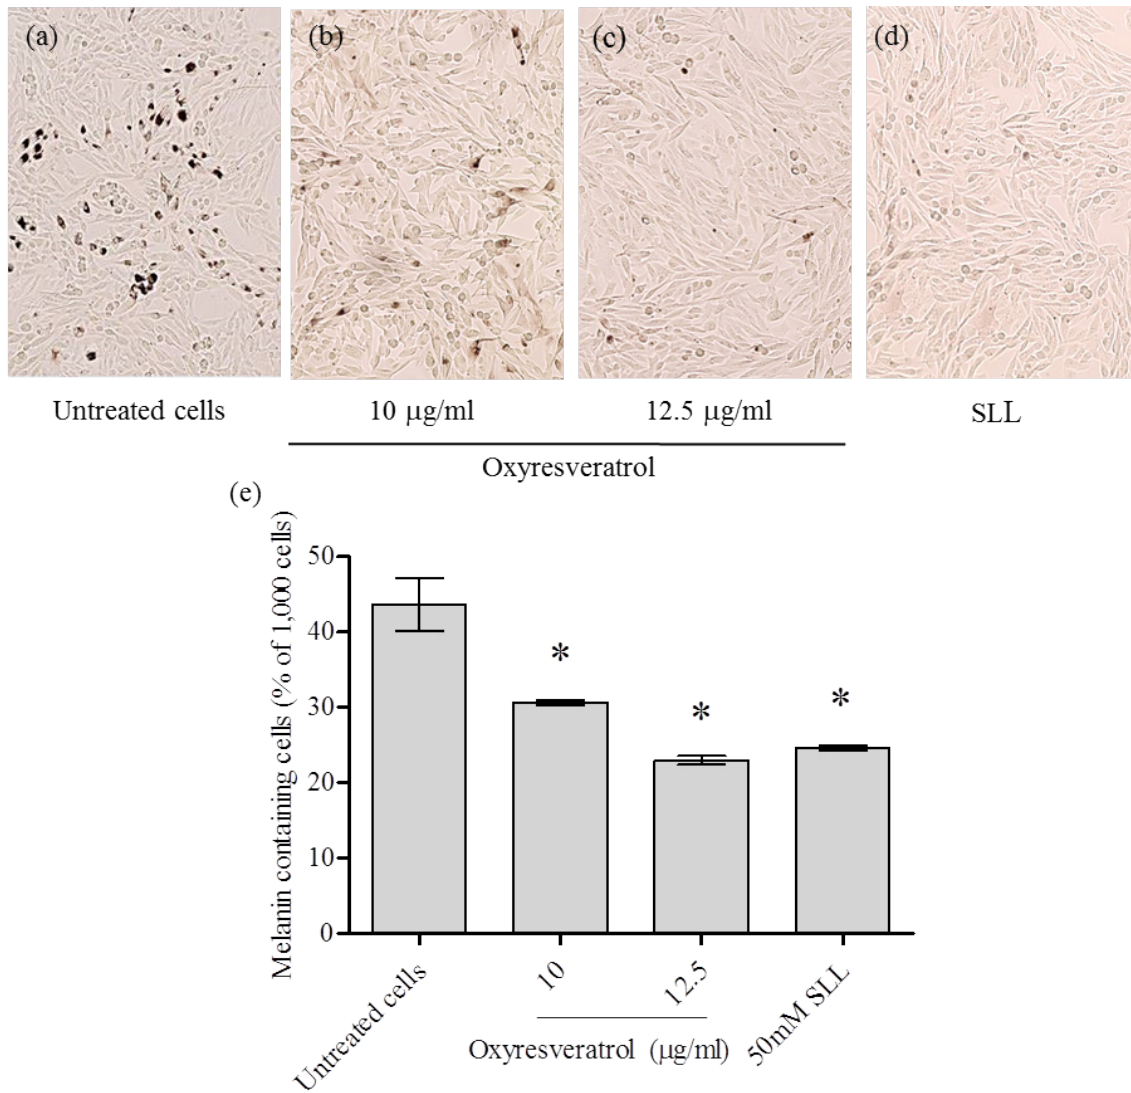 (a) (b) (c) (d)
Untreated cells 10 μg/ml 12.5 μg/ml SLL
Oxyresveratrol
(e)
Melanin containing cells (% of 1,000 cells)
50
40
30
20
10
0
* * *
Untreated cells 10 12.5 50mM SLL
Oxyresveratrol (μg/ml)